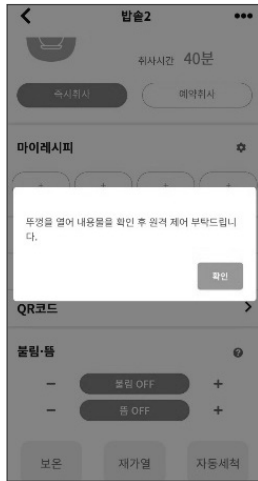 밥솥2
취사시간 40분
즉시취사 예약취사
마이레시피
뚜껑을 열어 내용물을 확인 후 원격 제어 부탁드립니
다.
확인
QR코드
불림·뜸
불림 OFF
뜸 OFF
보온 재가열 자동세척